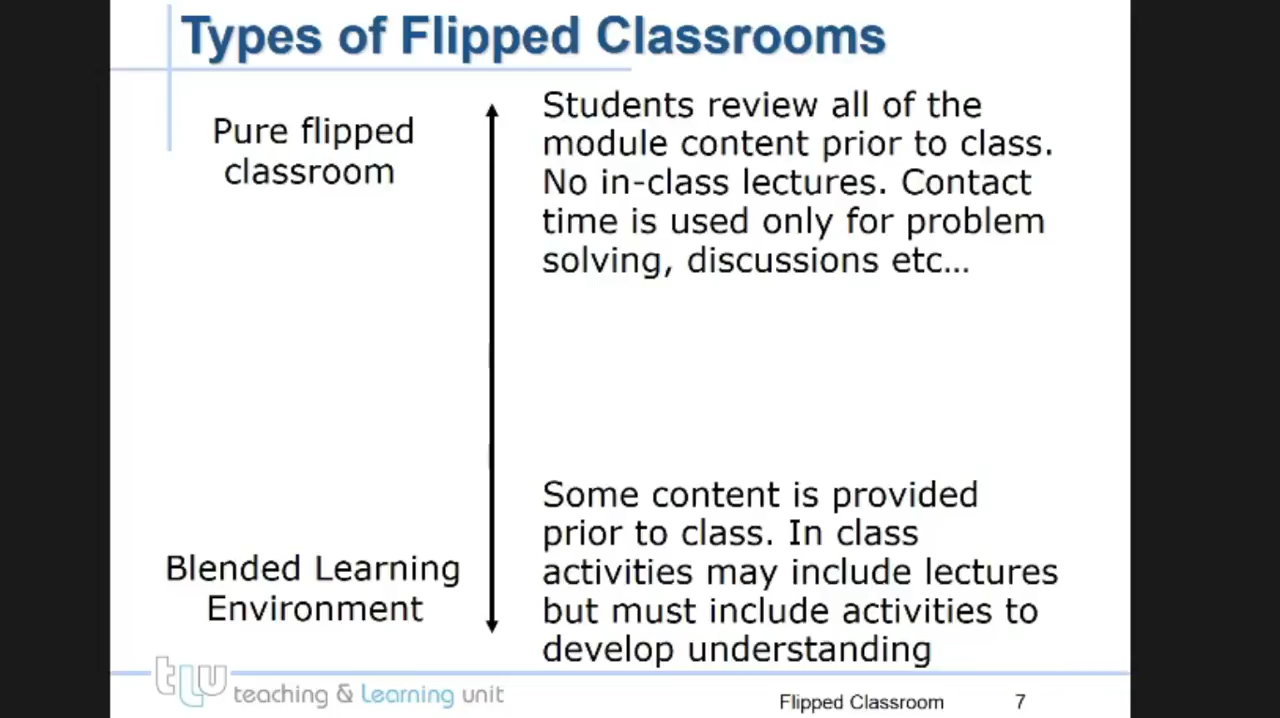 Types of Flipped Classrooms
Pure flipped
classroom
Students review all of the
module content prior to class.
No in-class lectures. Contact
time is used only for problem
solving, discussions etc...
Blended Learning
Environment
Some content is provided
prior to class. In class
activities may include lectures
but must include activities to
develop understanding
tLU teaching & Learning unit
Flipped Classroom 7